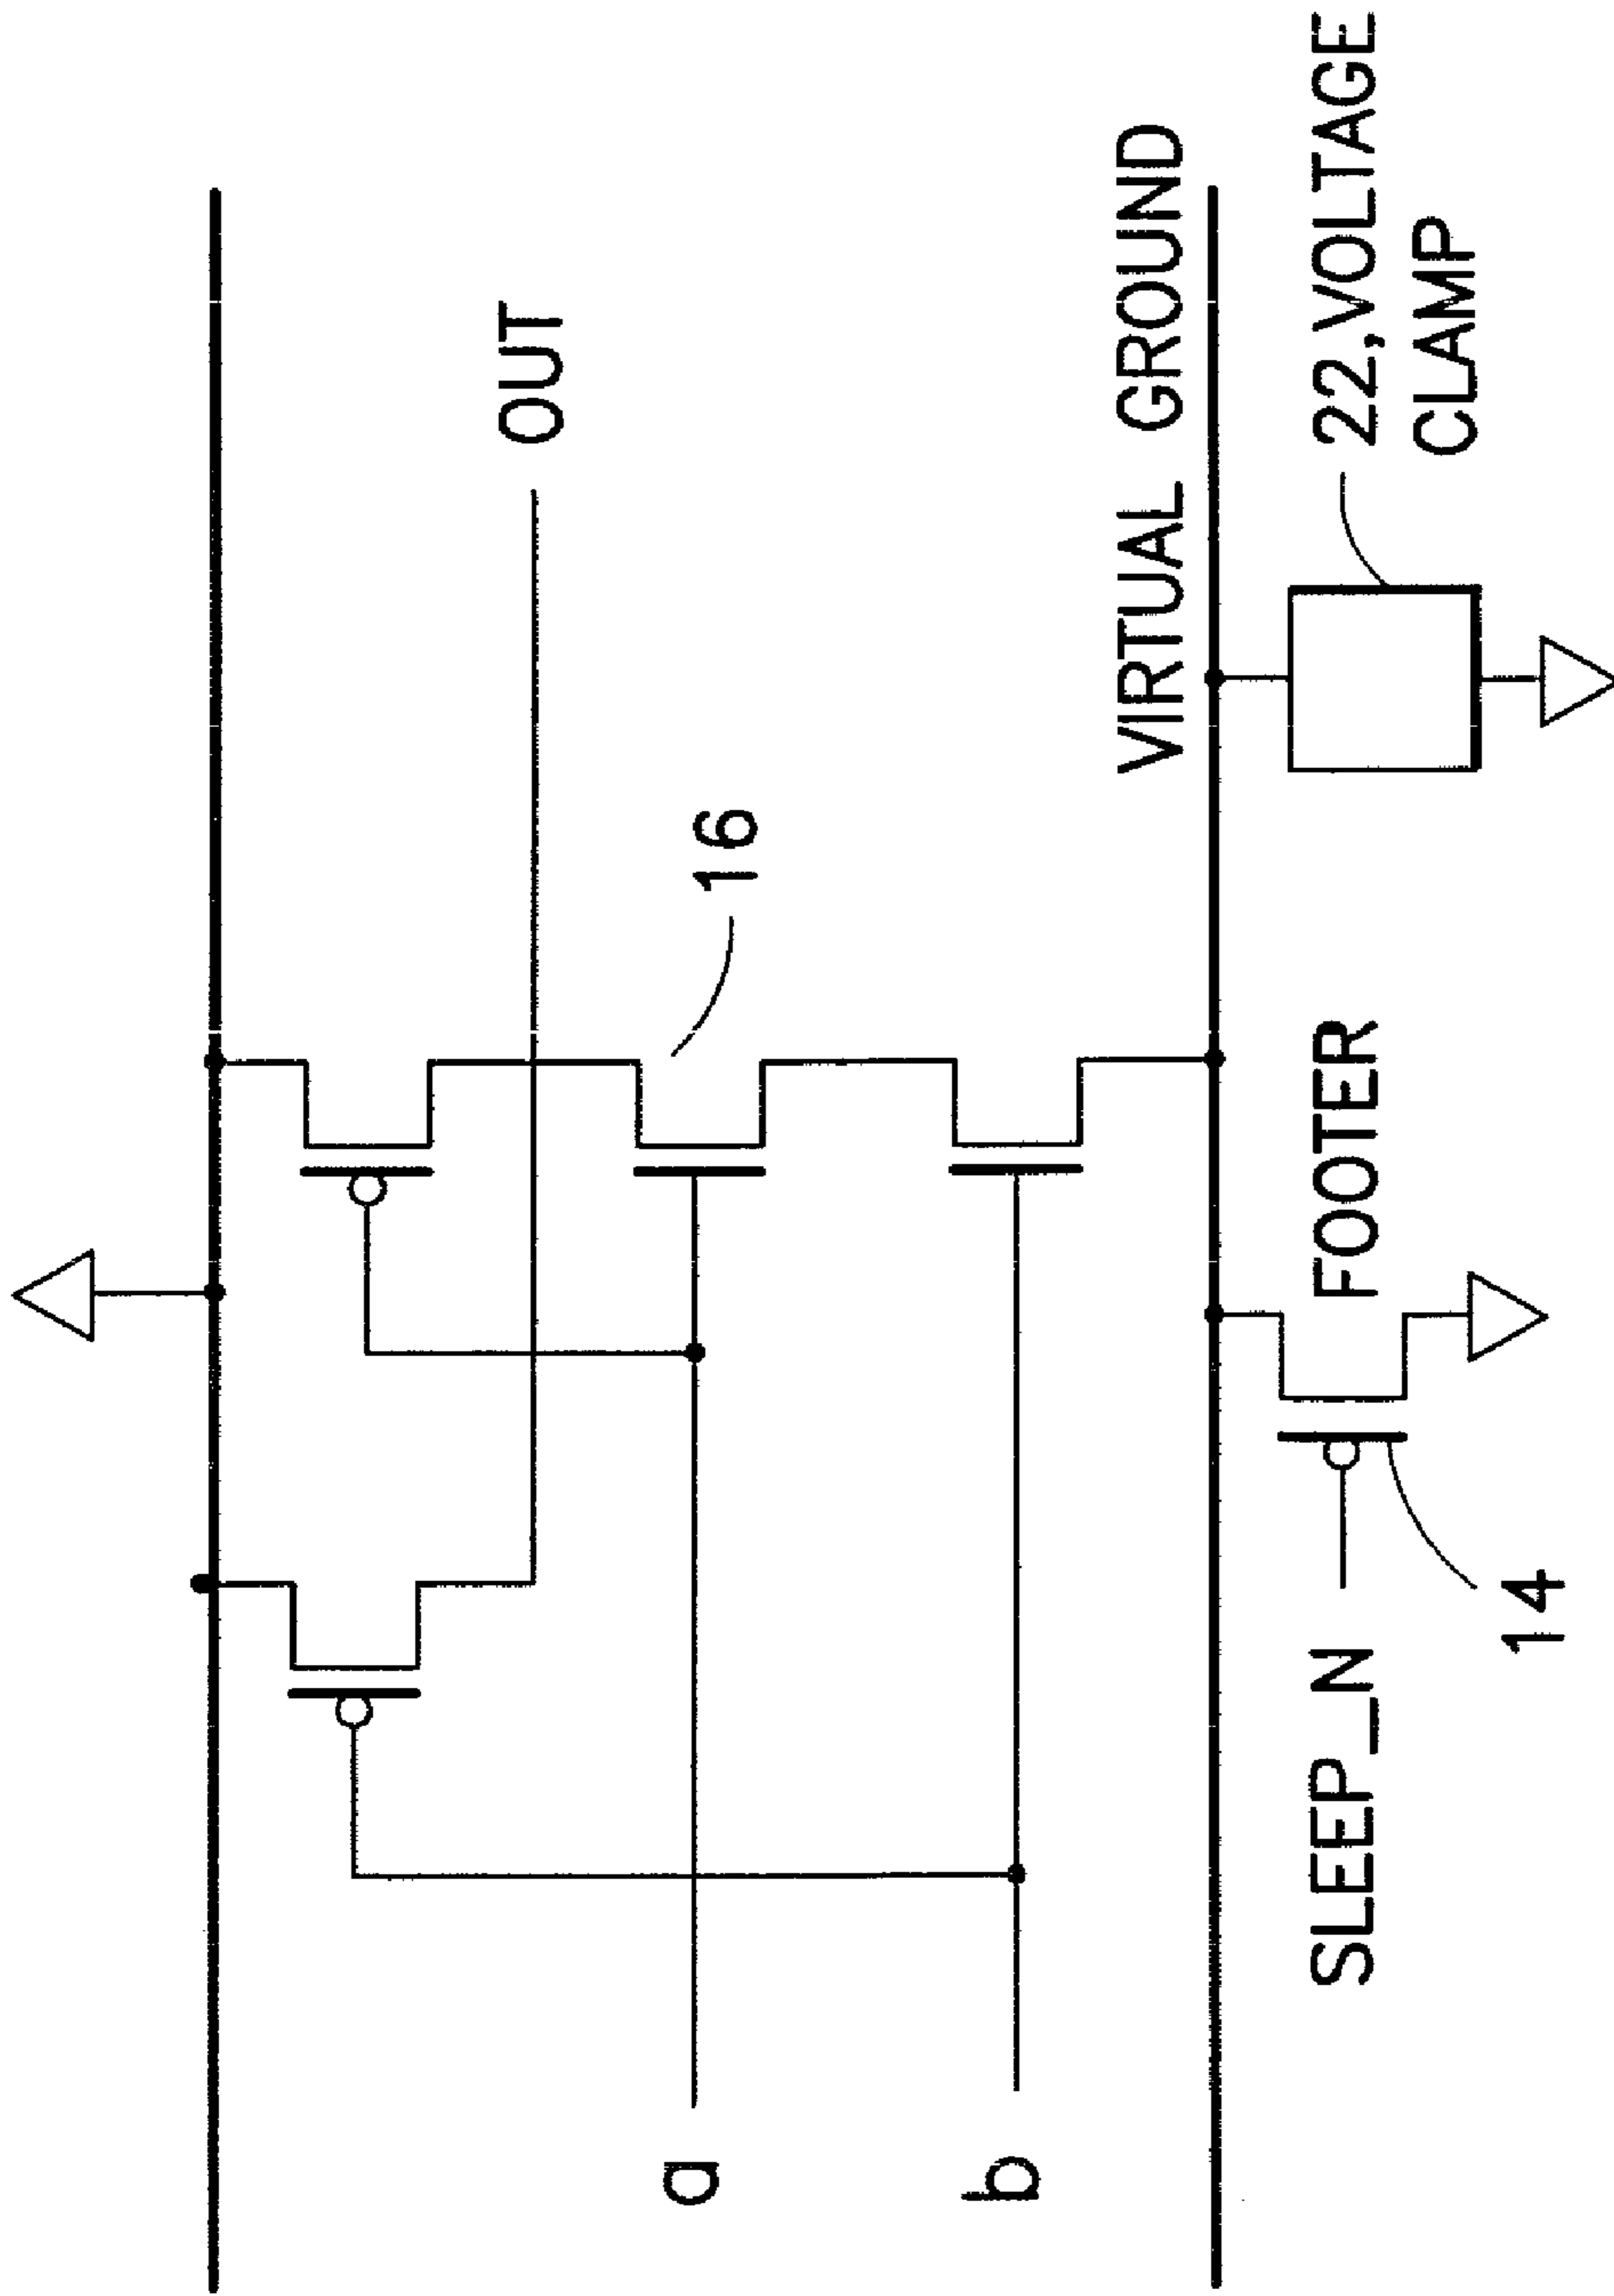 OUT
16
a
b
VIRTUAL GROUND
SLEEP_N
FOOTER
14
22,VOLTAGE
CLAMP